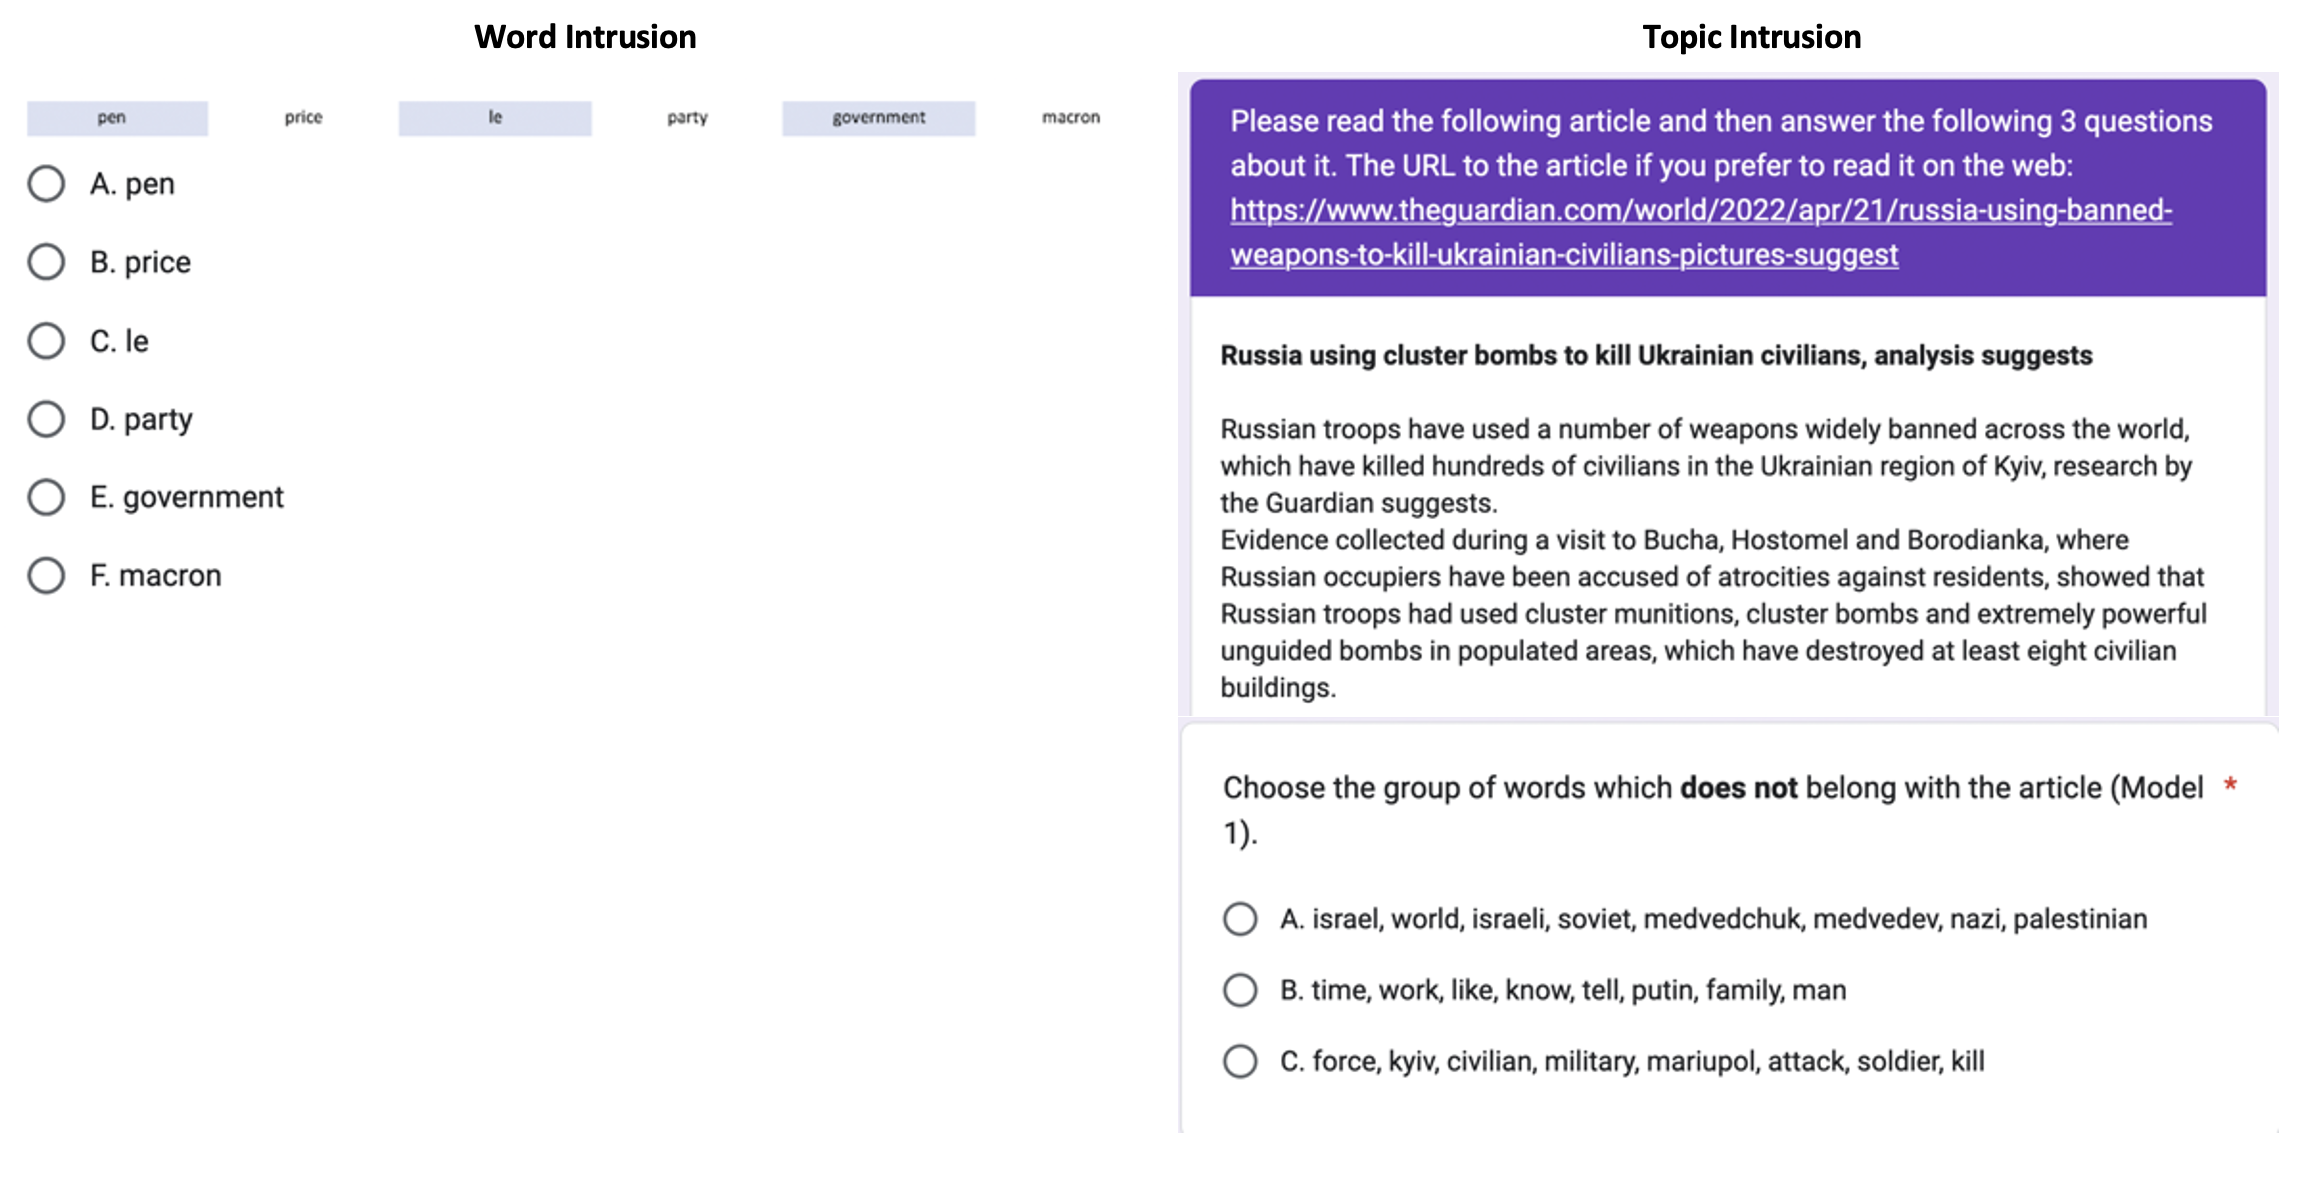 Word Intrusion
pen price le party government macron
A. pen
B. price
C. le
D. party
E. government
F. macron
Topic Intrusion
Please read the following article and then answer the following 3 questions
about it. The URL to the article if you prefer to read it on the web:
https://www.theguardian.com/world/2022/apr/21/russia-using-banned-
weapons-to-kill-ukrainian-civilians-pictures-suggest
Russia using cluster bombs to kill Ukrainian civilians, analysis suggests
Russian troops have used a number of weapons widely banned across the world,
which have killed hundreds of civilians in the Ukrainian region of Kyiv, research by
the Guardian suggests.
Evidence collected during a visit to Bucha, Hostomel and Borodianka, where
Russian occupiers have been accused of atrocities against residents, showed that
Russian troops had used cluster munitions, cluster bombs and extremely powerful
unguided bombs in populated areas, which have destroyed at least eight civilian
buildings.
Choose the group of words which does not belong with the article (Model *
1).
A. israel, world, israeli, soviet, medvedchuk, medvedev, nazi, palestinian
B. time, work, like, know, tell, putin, family, man
C. force, kyiv, civilian, military, mariupol, attack, soldier, kill